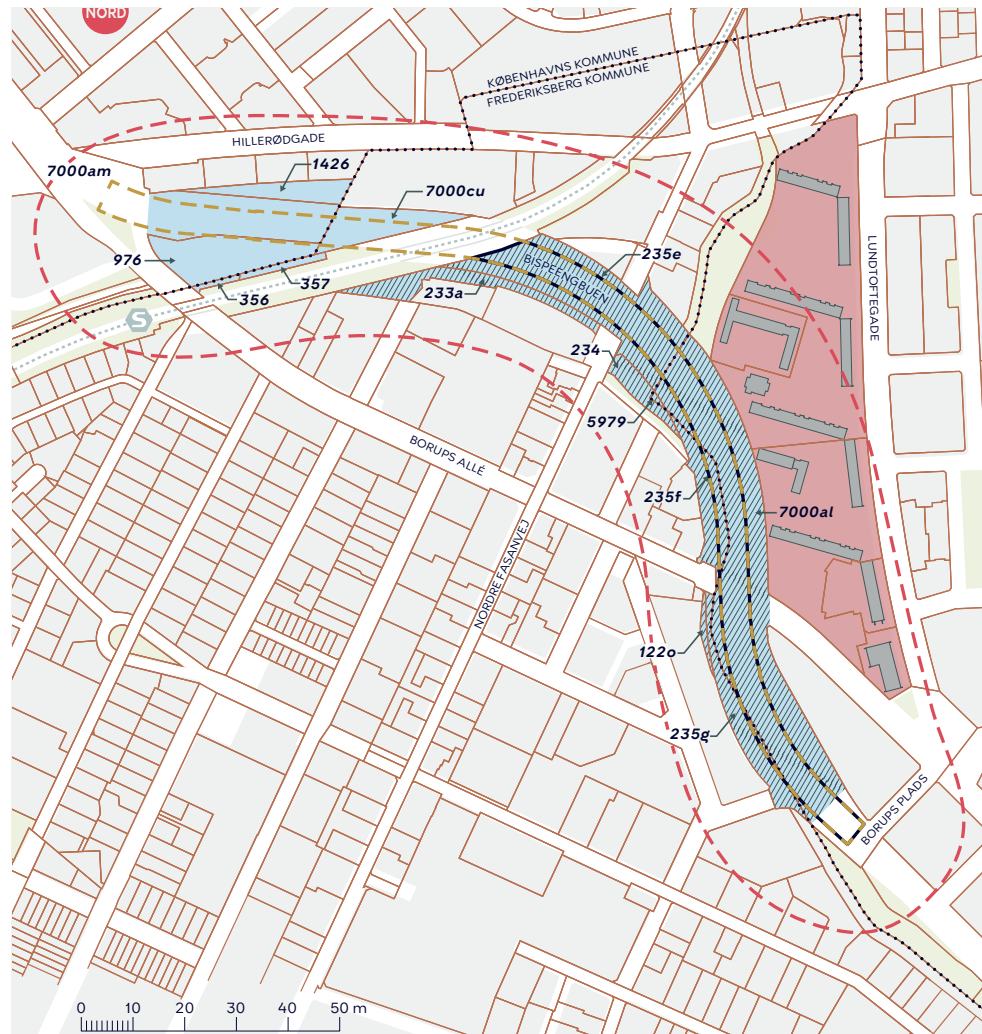 NORD
KØBENHAVNS KOMMUNE
FREDERIKSBERG KOMMUNE
HILLERØDGADE
1426
7000am
7000cu
LUNDTOFTEGADE
976
357
356
BISPEENGBUEN
235e
233a
S
234
5979
BORUPS ALLÉ
235f
7000al
NORDRE FASANVEJ
122o
235g
BORUPS PLADS
0 10 20 30 40 50 m